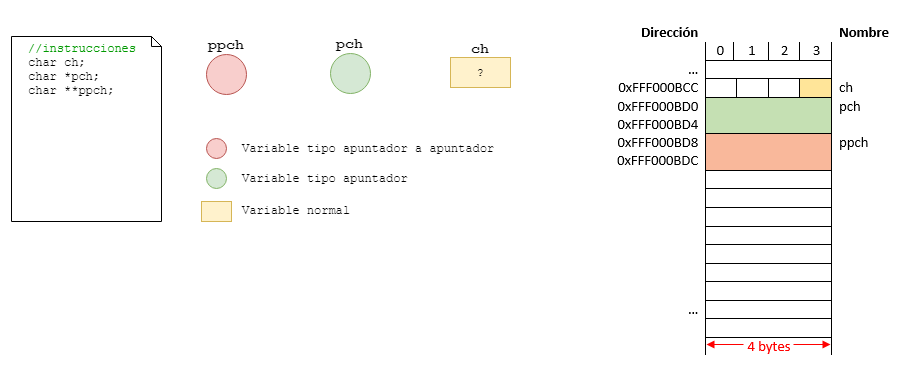 //instrucciones
char ch;
char *pch;
char **ppch;
ppch
pch
ch
?
Variable tipo apuntador a apuntador
Variable tipo apuntador
Variable normal
Dirección
Nombre
0 1 2 3
...
0xFFF000BCC ch
0xFFF000BD0 pch
0xFFF000BD4
0xFFF000BD8 ppch
0xFFF000BDC
...
4 bytes